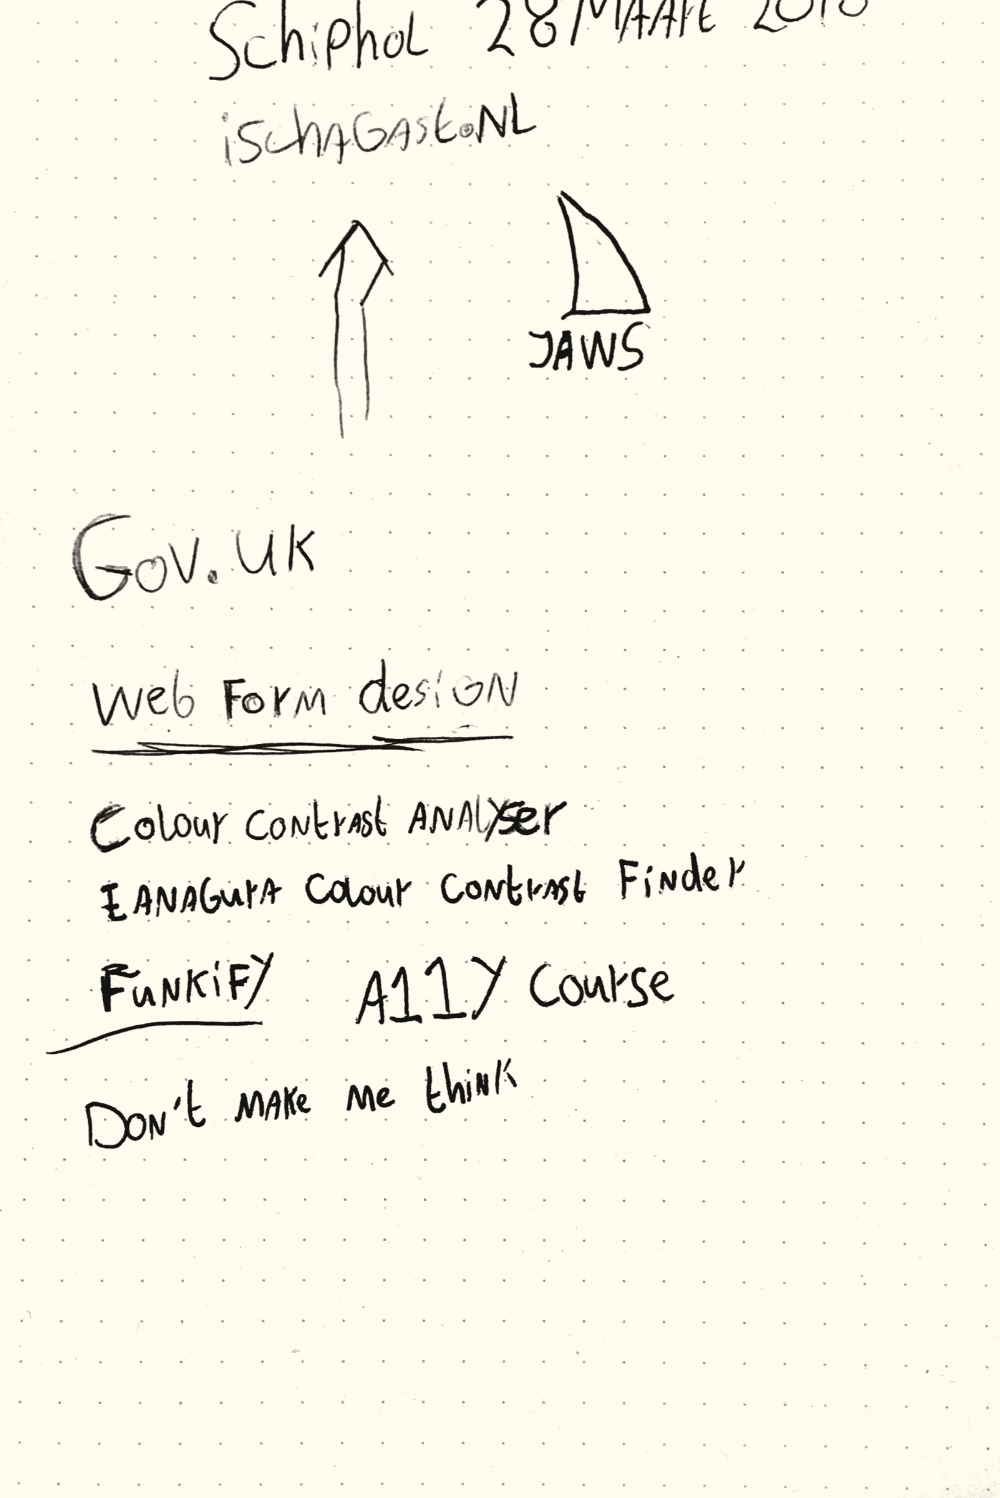 Schiphol 28 MAART 2018
ischAGAst.NL
JAWS
Gov.uk
Web Form design
Colour Contrast ANALYSer
TANAGurA Colour Contrast Finder
Funkify A11Y Course
Don't MAKe me think